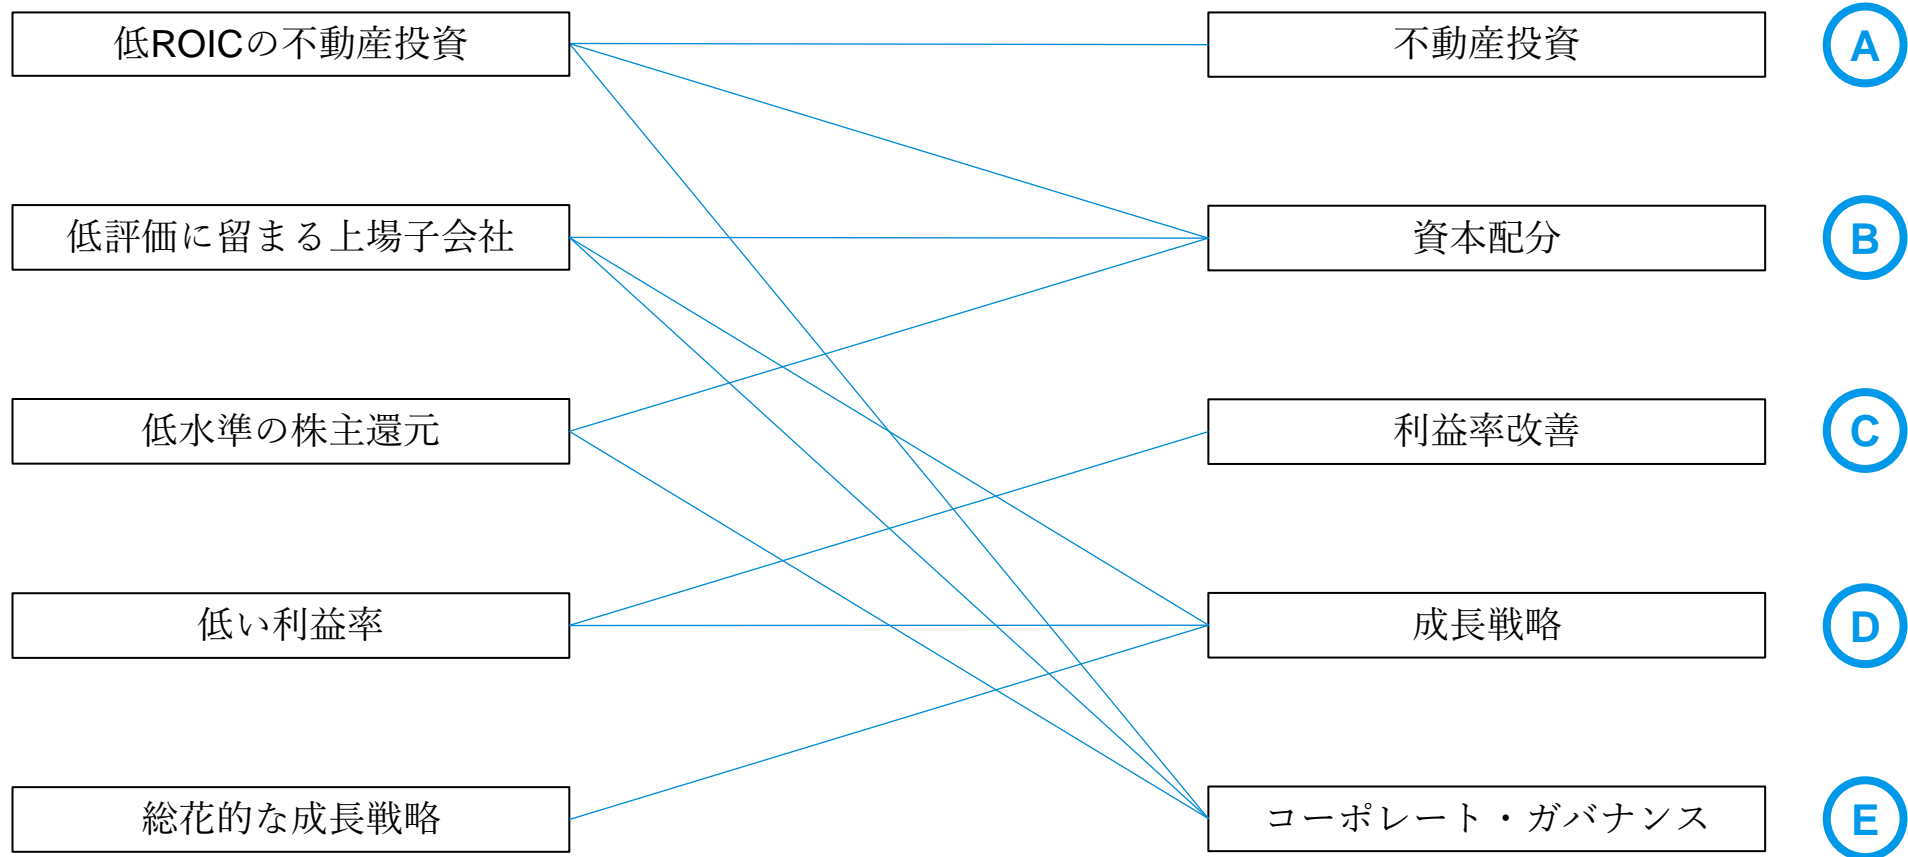 低ROICの不動産投資
不動産投資
A
低評価に留まる上場子会社
資本配分
B
低水準の株主還元
利益率改善
C
低い利益率
成長戦略
D
総花的な成長戦略
コーポレート・ガバナンス
E